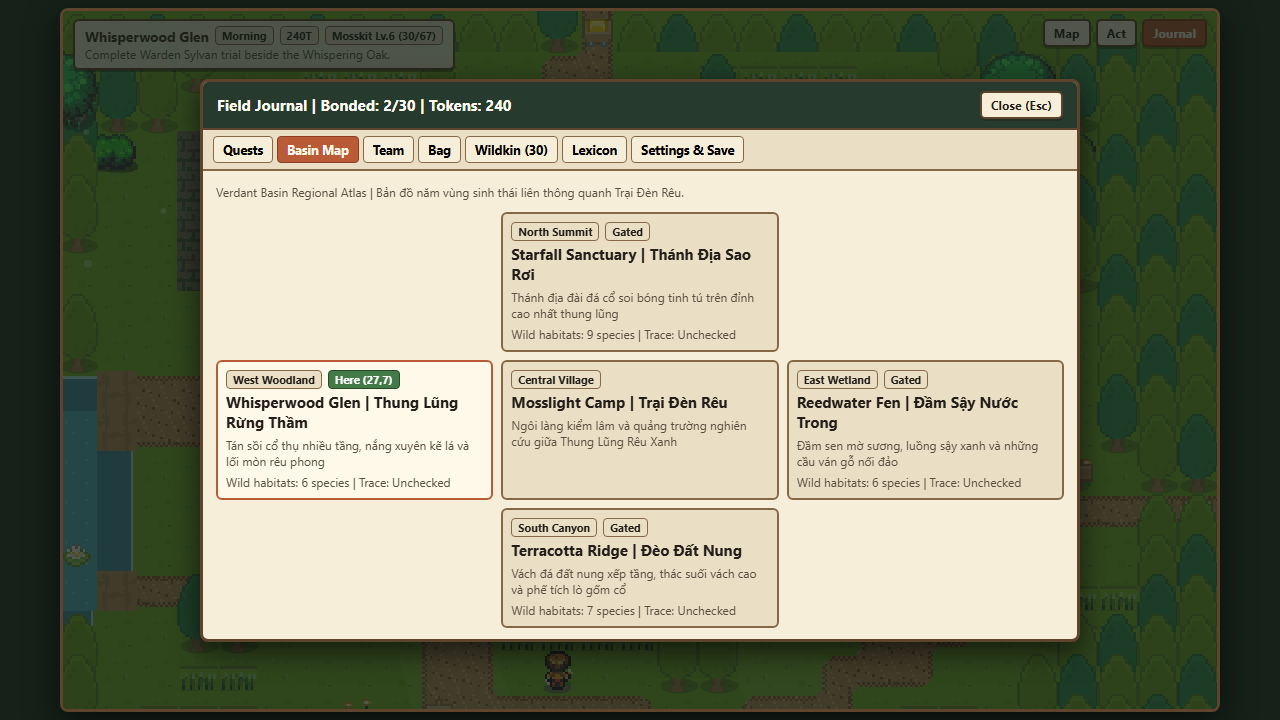 Whisperwood Glen Morning 240T Mosskit Lv.6 (30/67)
Complete Warden Sylvan trial beside the Whispering Oak.
Map Act Journal
Field Journal | Bonded: 2/30 | Tokens: 240
Close (Esc)
Quests Basin Map Team Bag Wildkin (30) Lexicon Settings & Save
Verdant Basin Regional Atlas | Bản đồ năm vùng sinh thái liên thông quanh Trại Đèn Rêu.
North Summit Gated
Starfall Sanctuary | Thánh Địa Sao
Rơi
Thánh địa đài đá cổ soi bóng tinh tú trên đỉnh
cao nhất thung lũng
Wild habitats: 9 species | Trace: Unchecked
West Woodland Here (27,7)
Whisperwood Glen | Thung Lũng
Rừng Thầm
Tán sồi cổ thụ nhiều tầng, nắng xuyên kẽ lá và
lối mòn rêu phong
Wild habitats: 6 species | Trace: Unchecked
Central Village
Mosslight Camp | Trại Đèn Rêu
Ngôi làng kiểm lâm và quảng trường nghiên
cứu giữa Thung Lũng Rêu Xanh
East Wetland Gated
Reedwater Fen | Đầm Sậy Nước
Trong
Đầm sen mờ sương, luồng sậy xanh và những
cầu ván gỗ nối đảo
Wild habitats: 6 species | Trace: Unchecked
South Canyon Gated
Terracotta Ridge | Đèo Đất Nung
Vách đá đất nung xếp tầng, thác suối vách cao
và phế tích lò gốm cổ
Wild habitats: 7 species | Trace: Unchecked